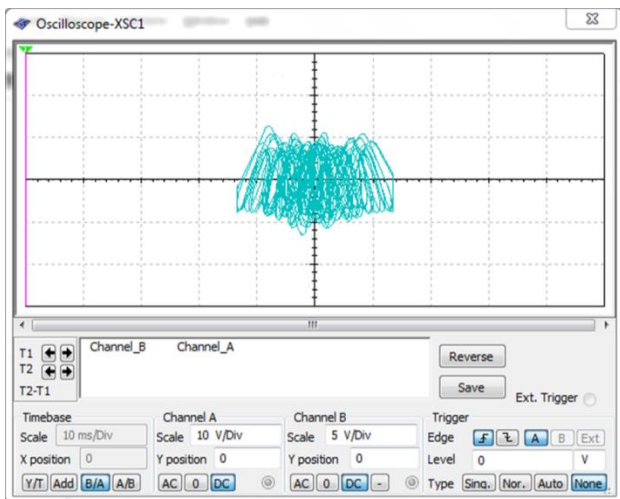 Oscilloscope-XSC1
T1
T2
T2-T1
Channel_B Channel_A
Reverse
Save
Ext. Trigger
Timebase
Scale 10 ms/Div
X position 0
Y/T Add B/A A/B
Channel A
Scale 10 V/Div
Y position 0
AC 0 DC
Channel B
Scale 5 V/Div
Y position 0
AC 0 DC -
Trigger
Edge A B Ext
Level 0 V
Type Sing. Nor. Auto None